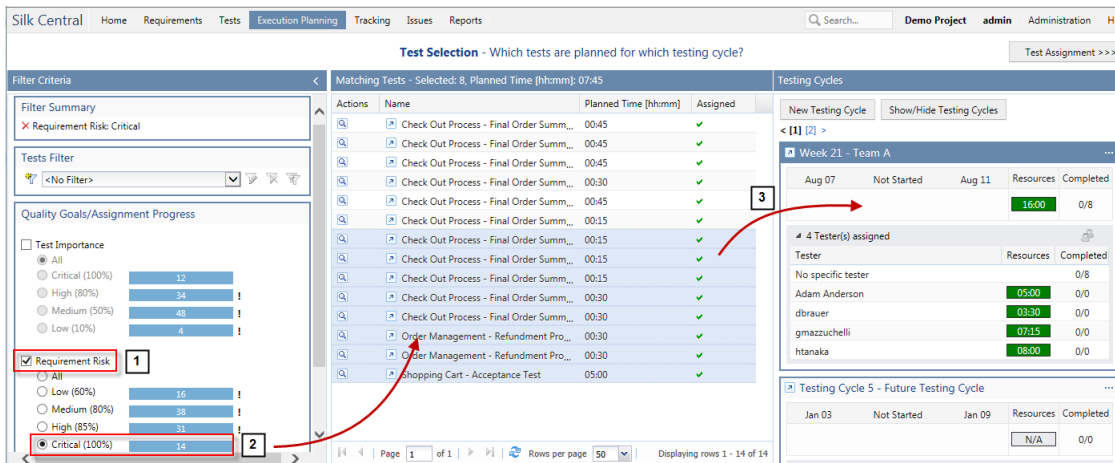 Silk Central Home Requirements Tests Execution Planning Tracking Issues Reports Search... Demo Project admin Administration H
Test Selection - Which tests are planned for which testing cycle?
Test Assignment >>>
Filter Criteria
Filter Summary
Requirement Risk: Critical
Tests Filter
<No Filter>
Quality Goals/Assignment Progress
Test Importance
All
Critical (100%) 12
High (80%) 34 !
Medium (50%) 48 !
Low (10%) 4 !
Requirement Risk 1
All
Low (60%) 16 !
Medium (80%) 38 !
High (85%) 31 !
Critical (100%) 14 2
Matching Tests - Selected: 8, Planned Time [hh:mm]: 07:45
Actions Name Planned Time [hh:mm] Assigned
Check Out Process - Final Order Summ... 00:45
Check Out Process - Final Order Summ... 00:45
Check Out Process - Final Order Summ... 00:45
Check Out Process - Final Order Summ... 00:30
Check Out Process - Final Order Summ... 00:45
Check Out Process - Final Order Summ... 00:15
Check Out Process - Final Order Summ... 00:15
Check Out Process - Final Order Summ... 00:15
Check Out Process - Final Order Summ... 00:15
Check Out Process - Final Order Summ... 00:30
Check Out Process - Final Order Summ... 00:30
Order Management - Refundment Pro... 00:30
Order Management - Refundment Pro... 00:30
Shopping Cart - Acceptance Test 05:00
Page 1 of 1 Rows per page 50 Displaying rows 1 - 14 of 14
3
Testing Cycles
New Testing Cycle Show/Hide Testing Cycles
< [1] [2] >
Week 21 - Team A ...
Aug 07 Not Started Aug 11 Resources Completed
16:00 0/8
4 Tester(s) assigned
Tester Resources Completed
No specific tester 0/8
Adam Anderson 05:00 0/0
dbrauer 03:30 0/0
gmazzuchelli 07:15 0/0
htanaka 08:00 0/0
Testing Cycle 5 - Future Testing Cycle ...
Jan 03 Not Started Jan 09 Resources Completed
N/A 0/0